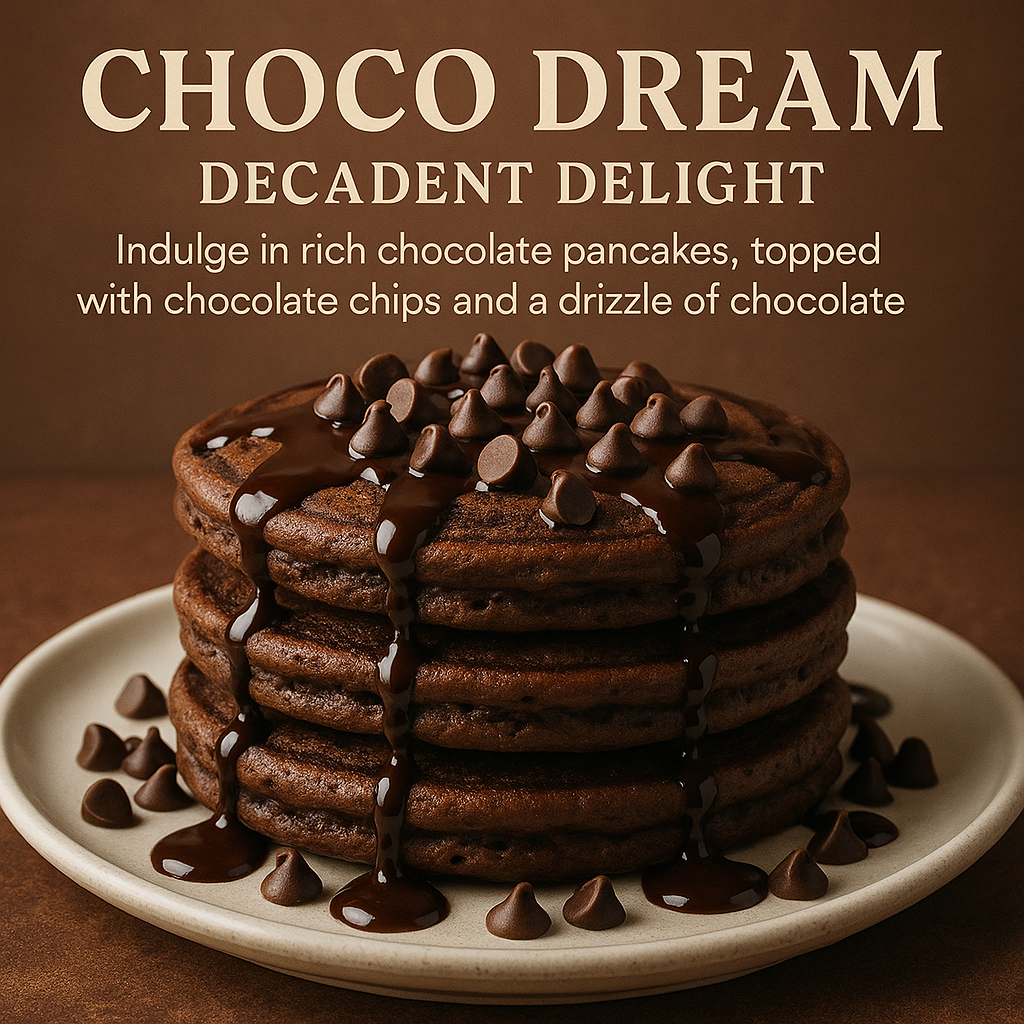 CHOCO DREAM
DECADENT DELIGHT
Indulge in rich chocolate pancakes, topped
with chocolate chips and a drizzle of chocolate